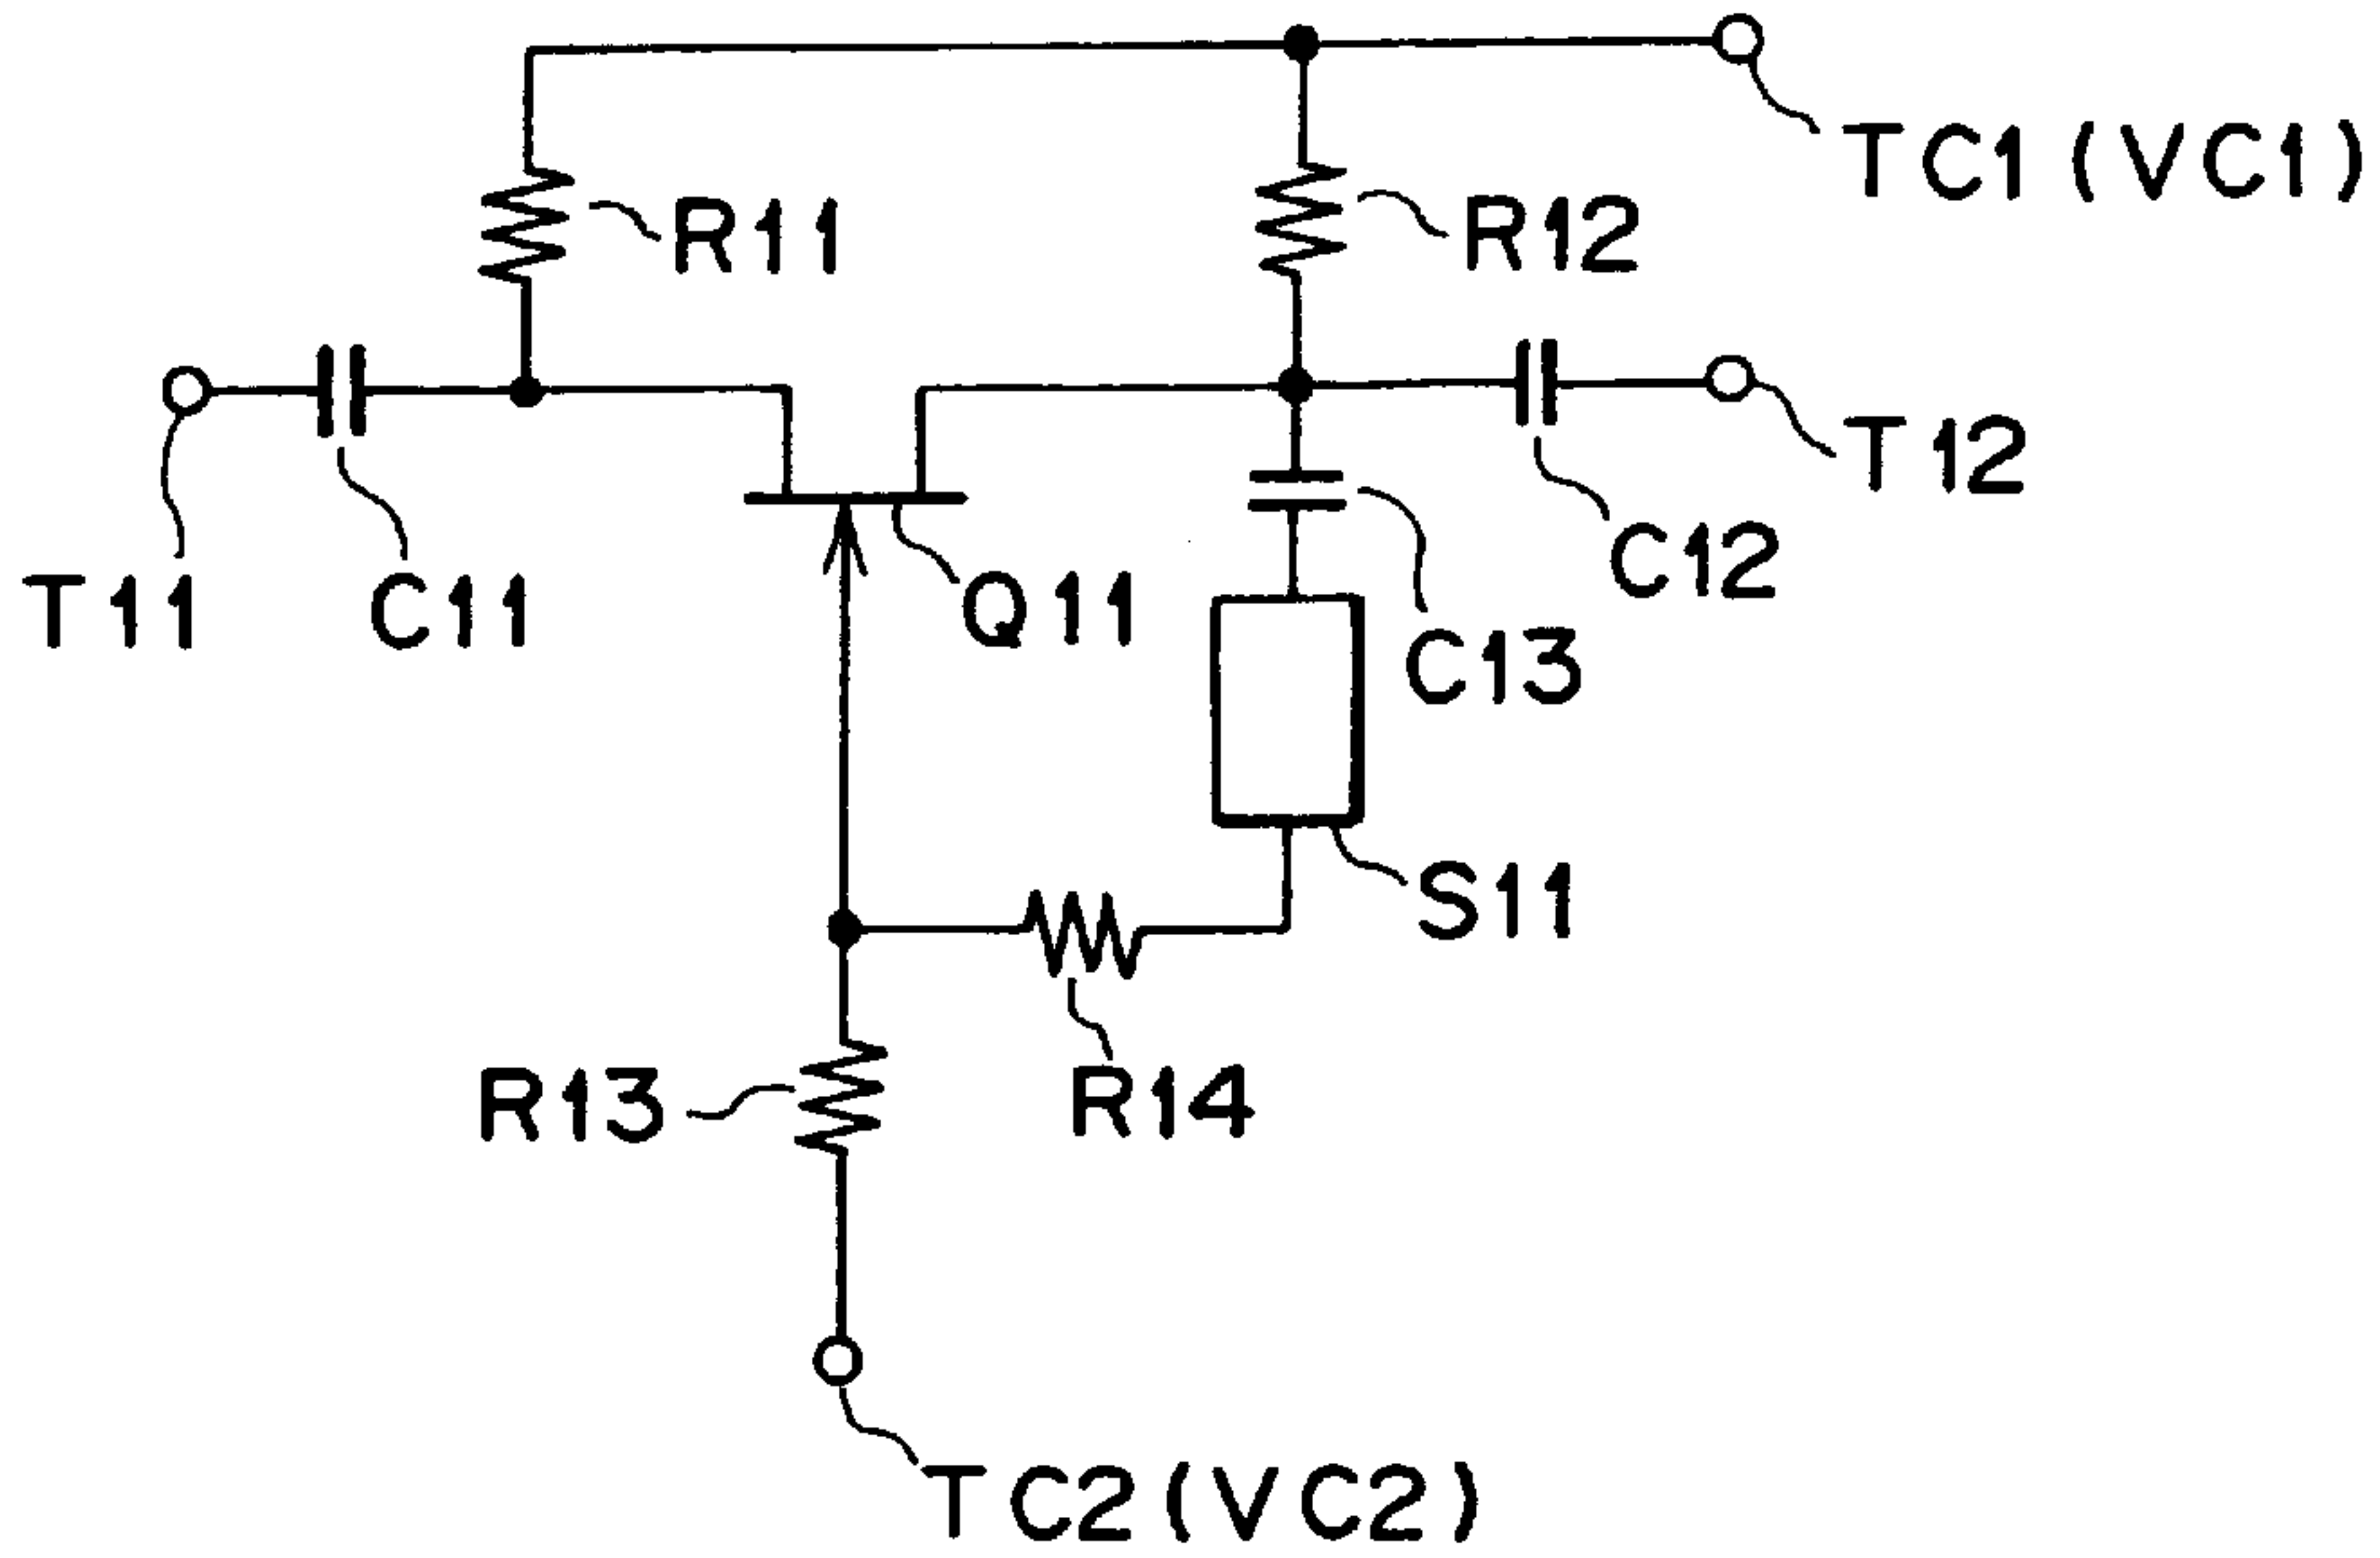 TC1(VC1)
R11
R12
T12
C12
T11
C11
Q11
C13
S11
R13
R14
TC2(VC2)